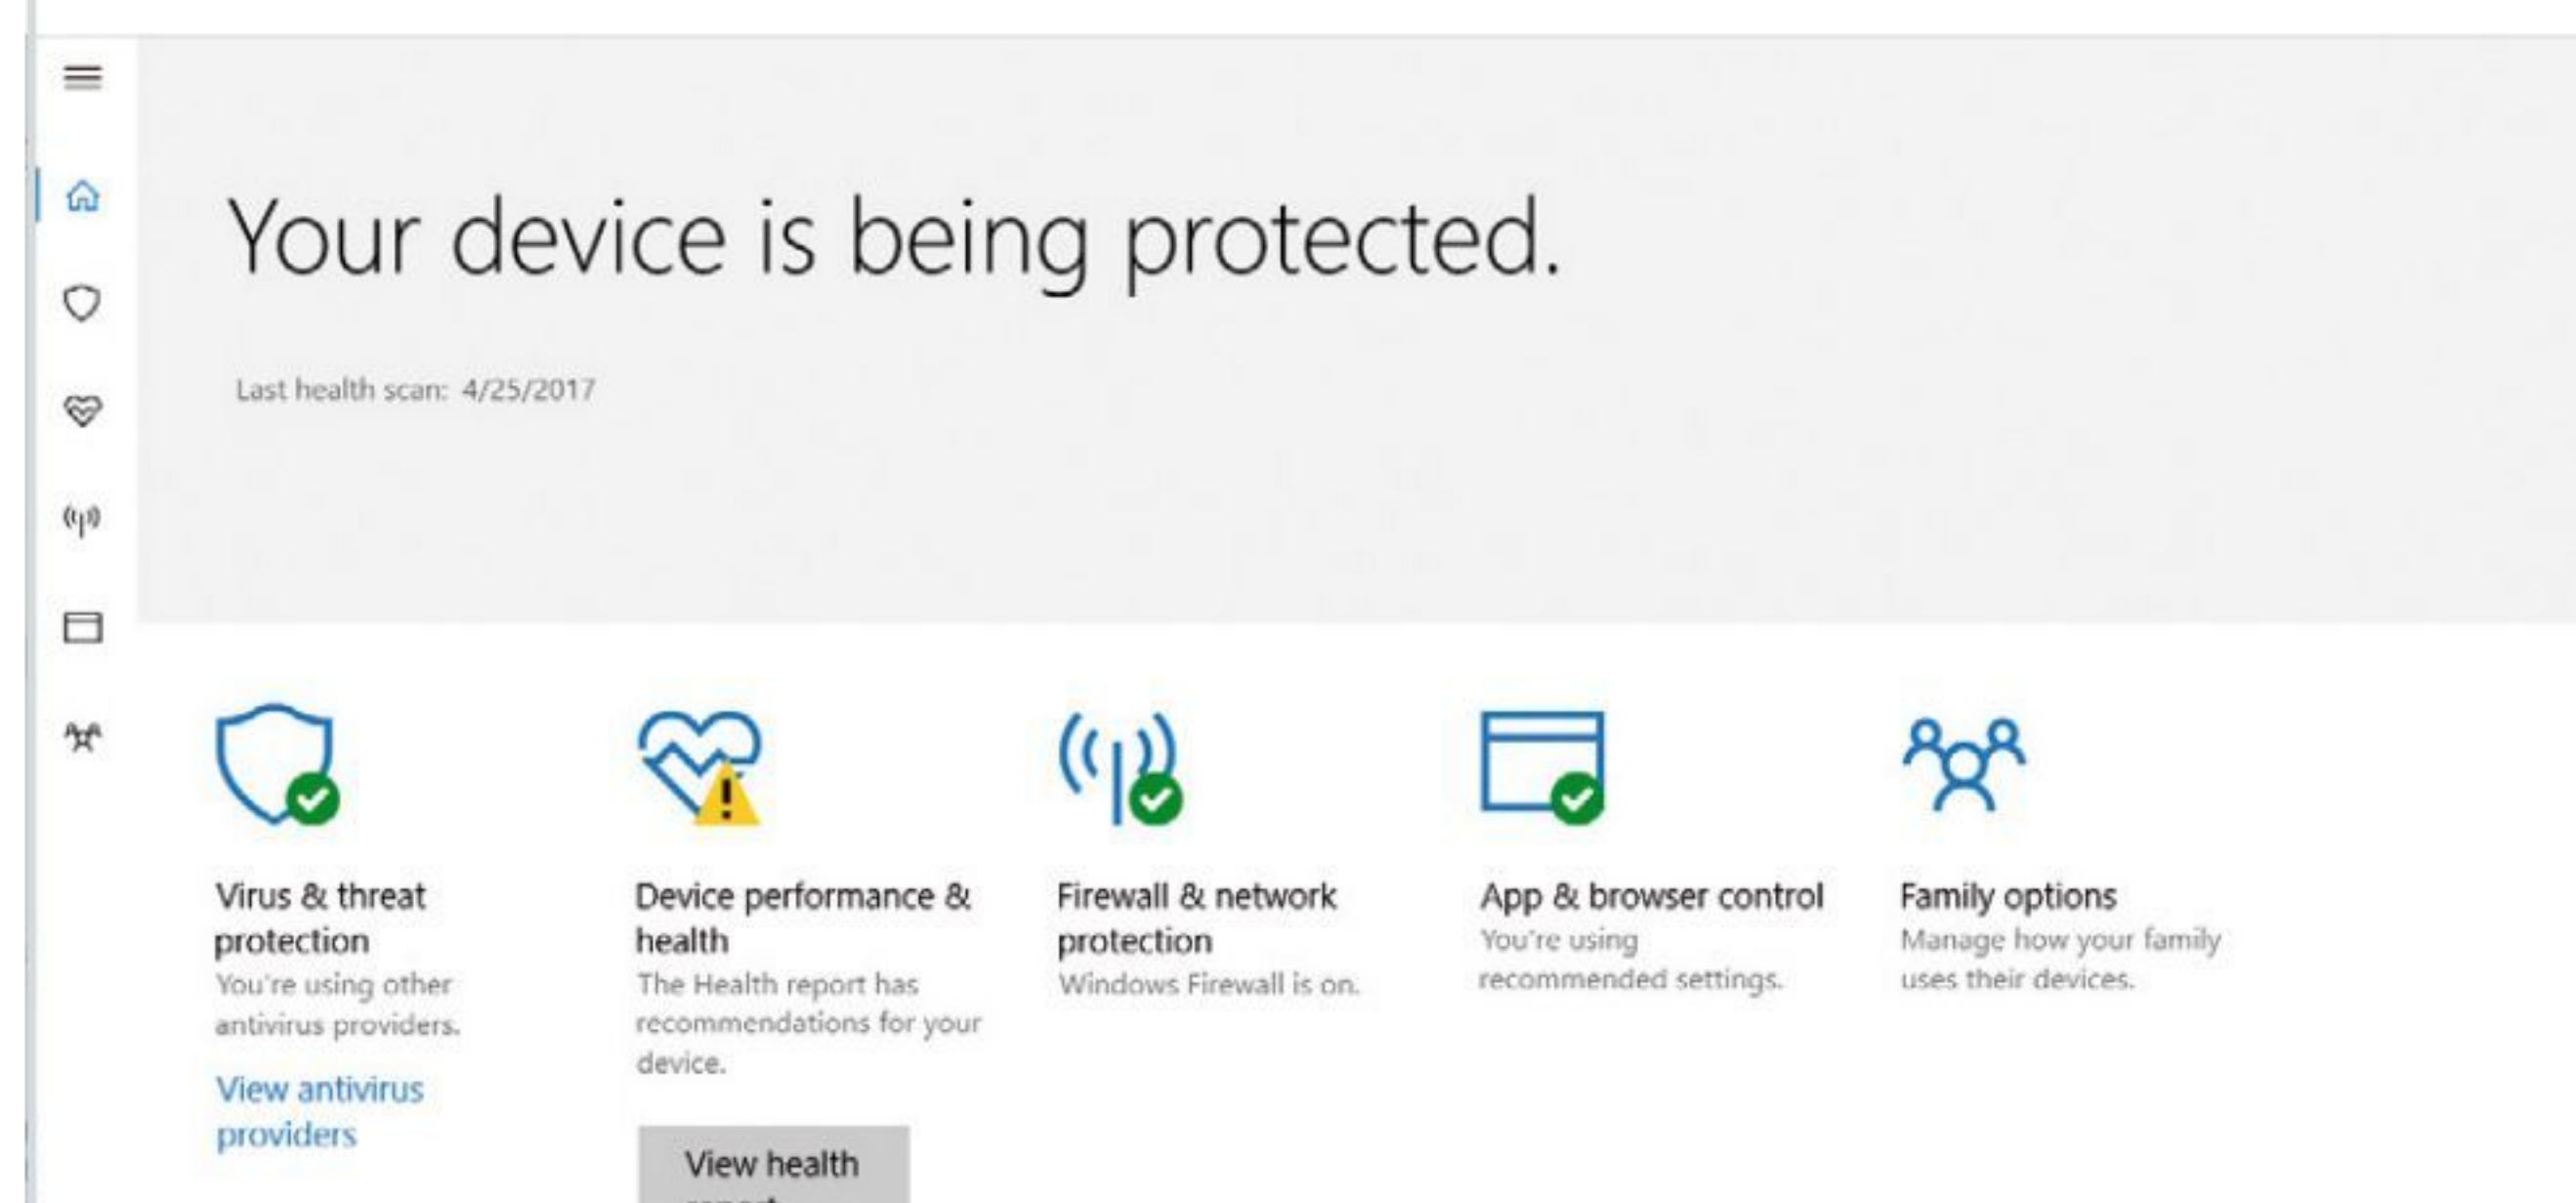 Your device is being protected.
Last health scan: 4/25/2017
Virus & threat
protection
You're using other
antivirus providers.
View antivirus
providers
Device performance &
health
The Health report has
recommendations for your
device.
View health
Firewall & network
protection
Windows Firewall is on.
App & browser control
You're using
recommended settings.
Family options
Manage how your family
uses their devices.